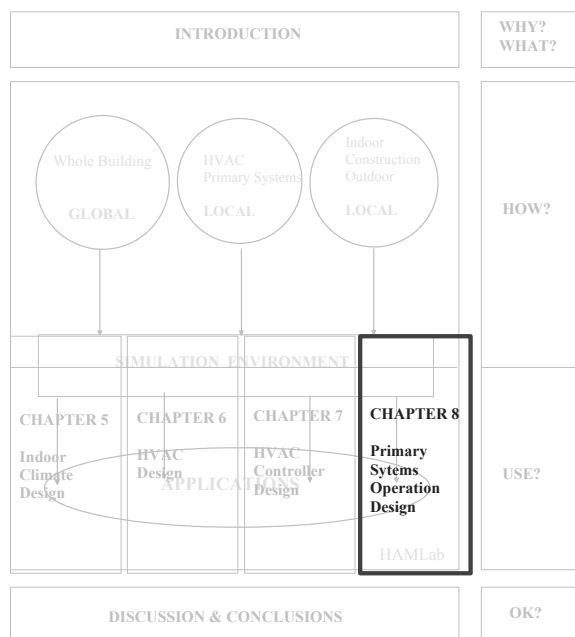 INTRODUCTION
WHY?
WHAT?
Whole Building
GLOBAL
HVAC
Primary Systems
LOCAL
Indoor
Construction
Outdoor
LOCAL
HOW?
SIMULATION ENVIRONMENT
CHAPTER 5
Indoor
Climate
Design
CHAPTER 6
HVAC
Design
CHAPTER 7
HVAC
Controller
Design
CHAPTER 8
Primary
Sytems
Operation
Design
APPLICATIONS
HAMLab
USE?
DISCUSSION & CONCLUSIONS
OK?